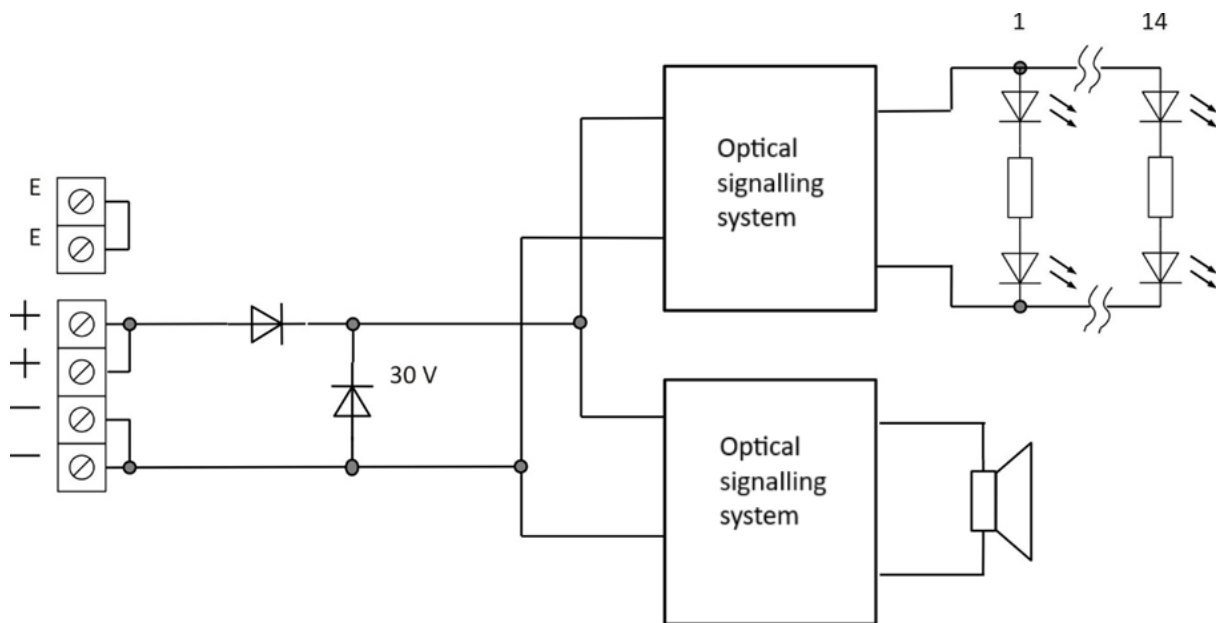 1
14
Optical
signalling
system
E
E
+
+
—
—
30 V
Optical
signalling
system